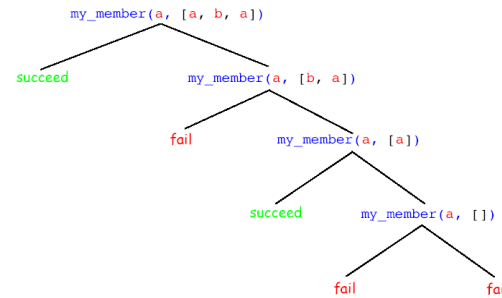 my_member(a, [a, b, a])
succeed
my_member(a, [b, a])
fail
my_member(a, [a])
succeed
my_member(a, [])
fail